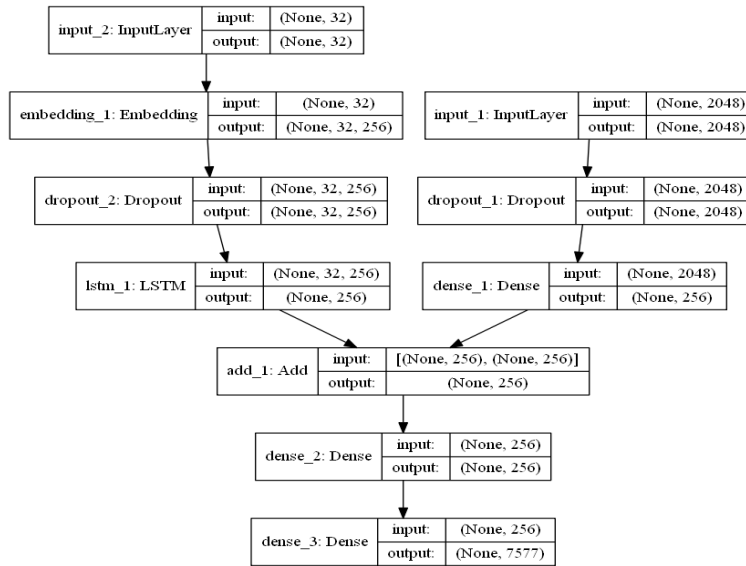 input_2: InputLayer
input: (None, 32)
output: (None, 32)
embedding_1: Embedding
input: (None, 32)
output: (None, 32, 256)
input_1: InputLayer
input: (None, 2048)
output: (None, 2048)
dropout_2: Dropout
input: (None, 32, 256)
output: (None, 32, 256)
dropout_1: Dropout
input: (None, 2048)
output: (None, 2048)
lstm_1: LSTM
input: (None, 32, 256)
output: (None, 256)
dense_1: Dense
input: (None, 2048)
output: (None, 256)
add_1: Add
input: [(None, 256), (None, 256)]
output: (None, 256)
dense_2: Dense
input: (None, 256)
output: (None, 256)
dense_3: Dense
input: (None, 256)
output: (None, 7577)